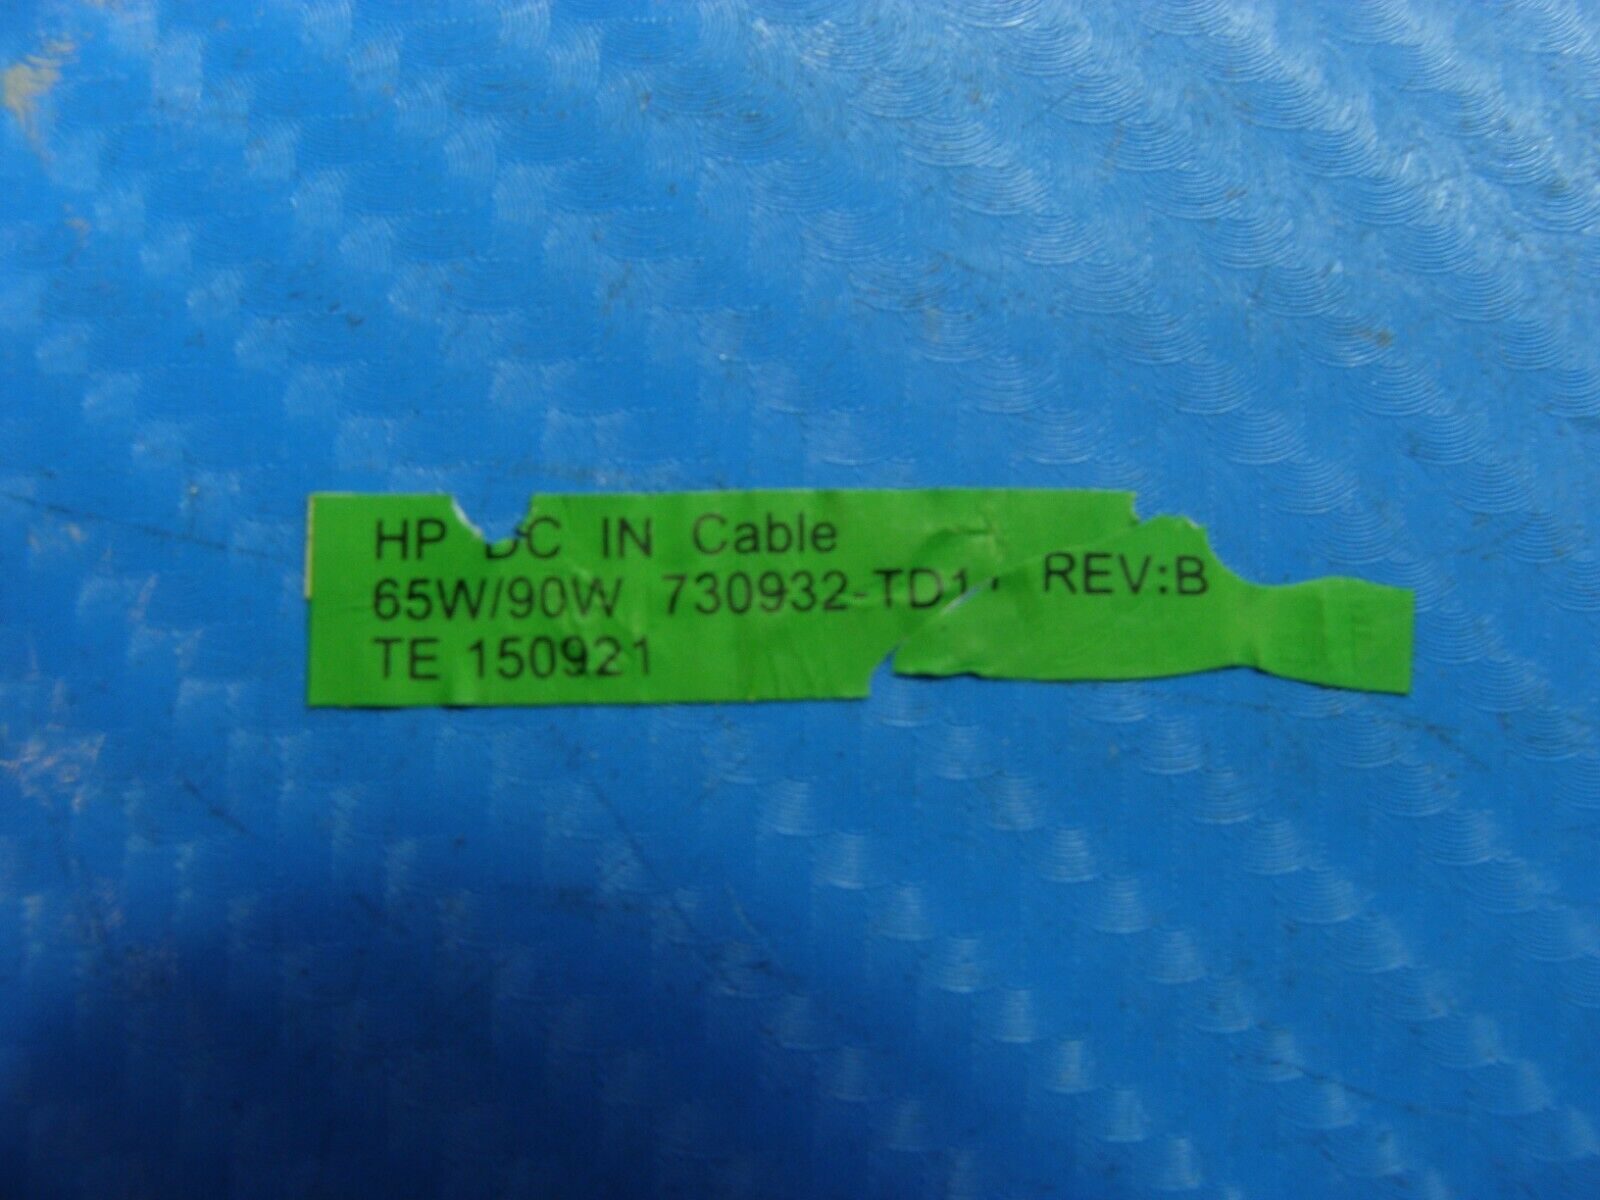 HP DC IN Cable
65W/90W 730932-TD1 REV:B
TE 150921